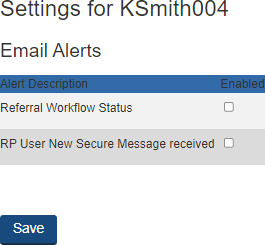 Settings for KSmith004
Email Alerts
Alert Description Enabled
Referral Workflow Status
RP User New Secure Message received
Save